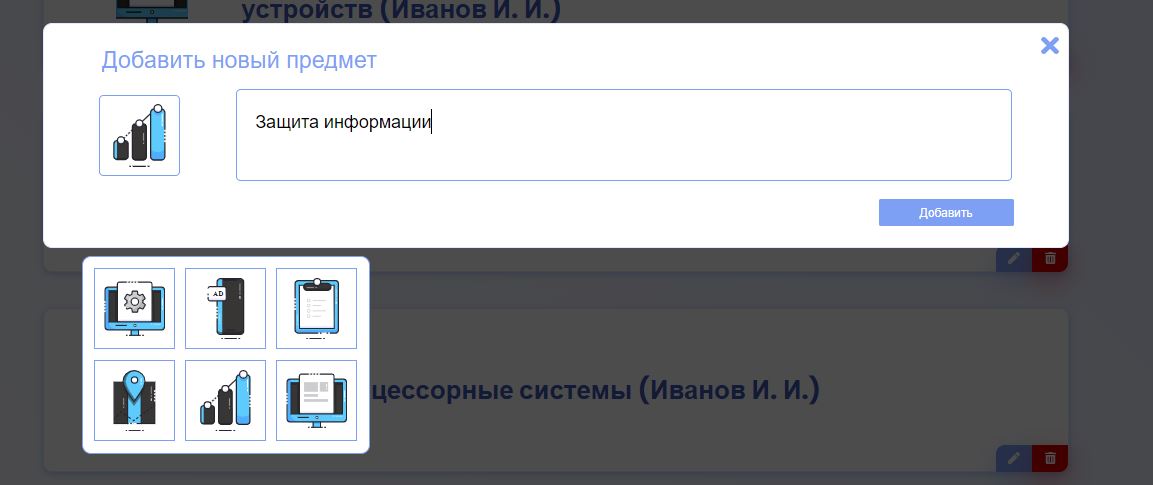 устройств (Иванов И. И.)
Добавить новый предмет
Защита информации
Добавить
AD
цессорные системы (Иванов И. И.)